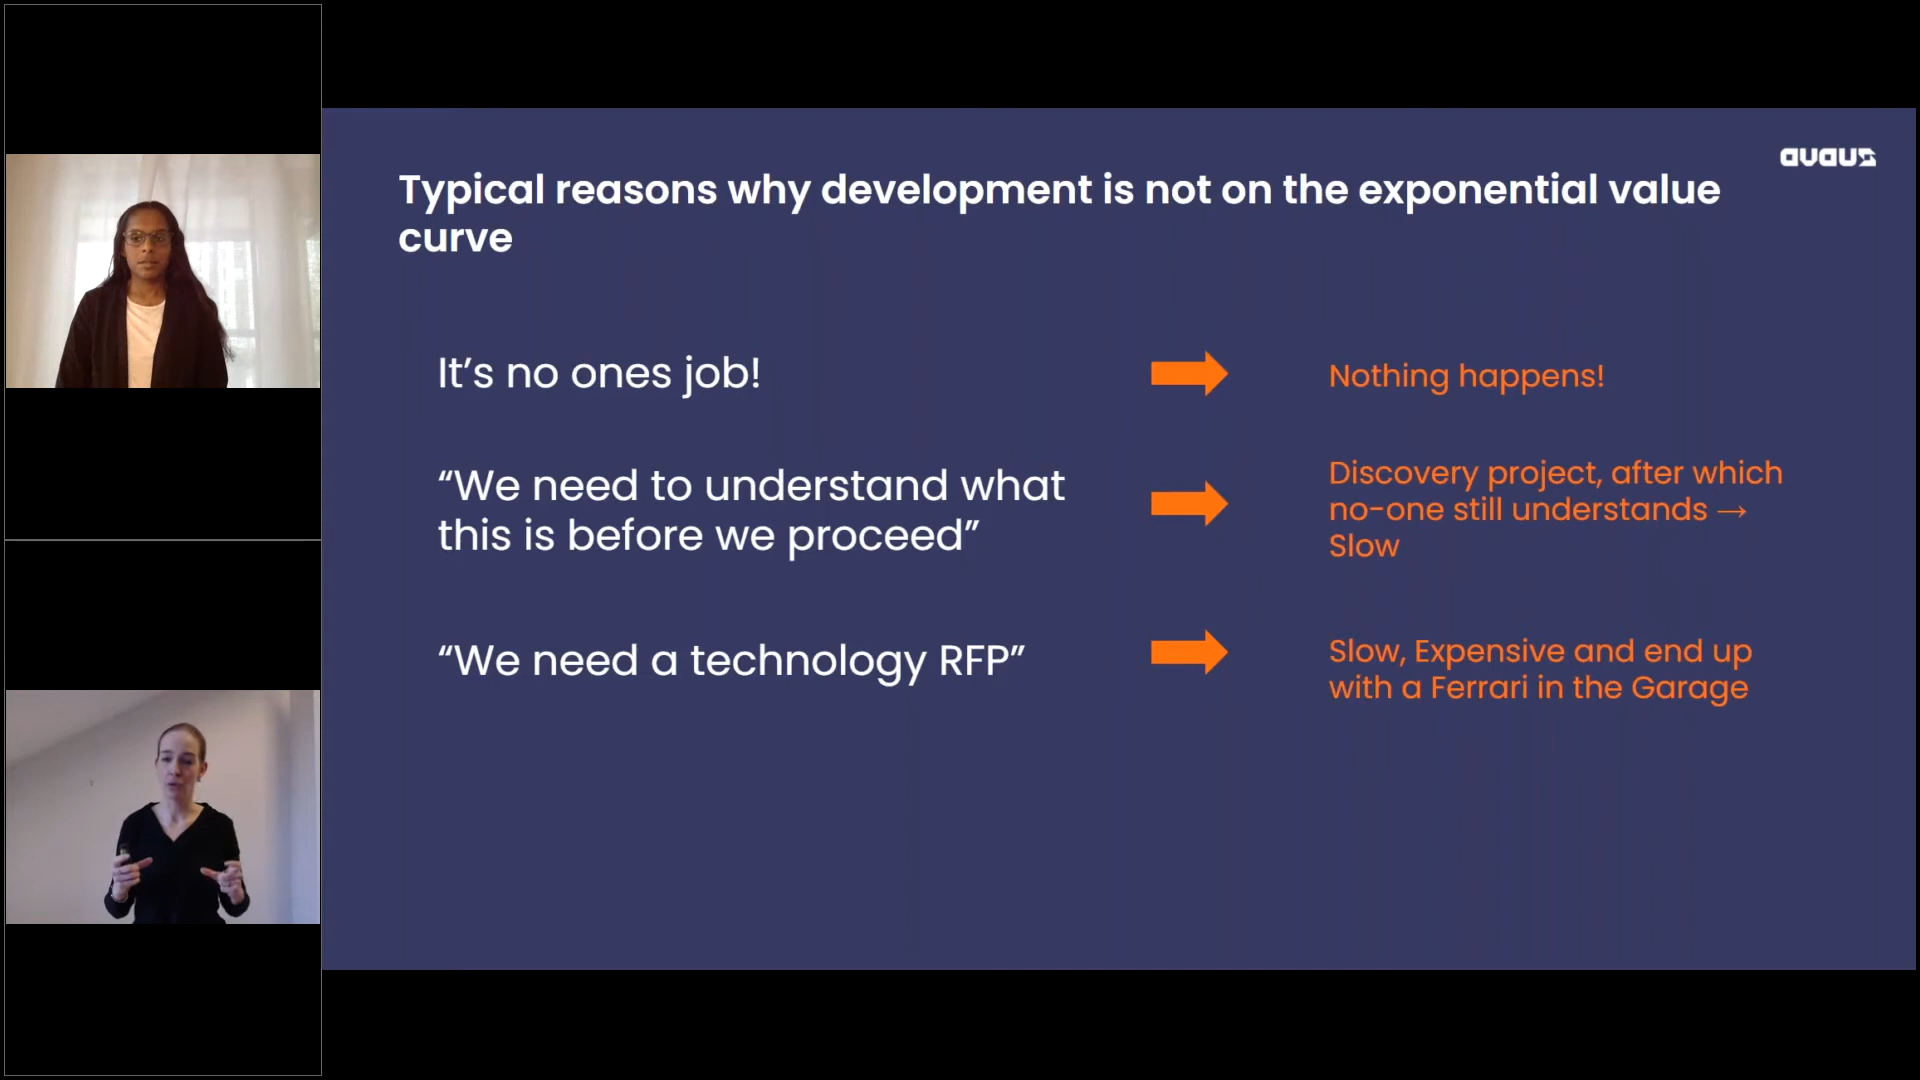 avaus
Typical reasons why development is not on the exponential value
curve
It’s no ones job!
Nothing happens!
“We need to understand what
this is before we proceed”
Discovery project, after which
no-one still understands →
Slow
“We need a technology RFP”
Slow, Expensive and end up
with a Ferrari in the Garage